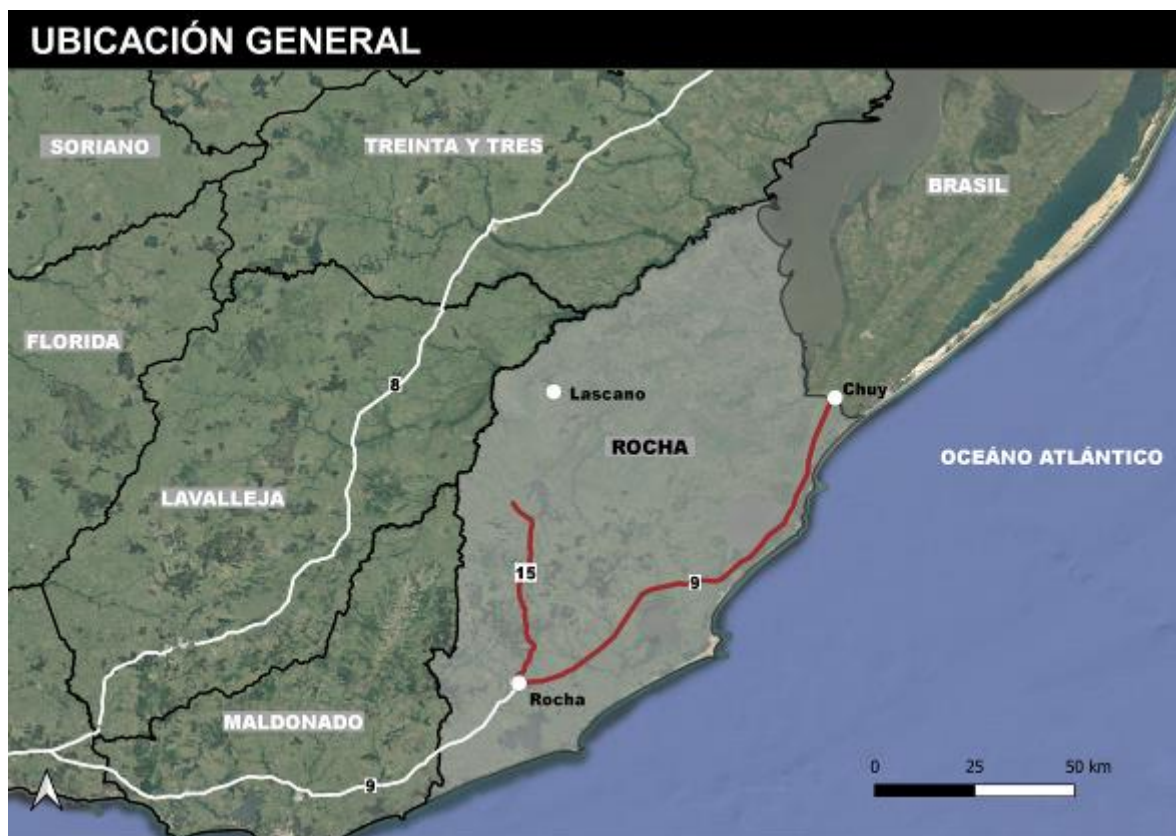 UBICACIÓN GENERAL
SORIANO
TREINTA Y TRES
BRASIL
FLORIDA
8
Lascano
Chuy
ROCHA
OCEÁNO ATLÁNTICO
LAVALLEJA
15
9
Rocha
MALDONADO
9
0 25 50 km